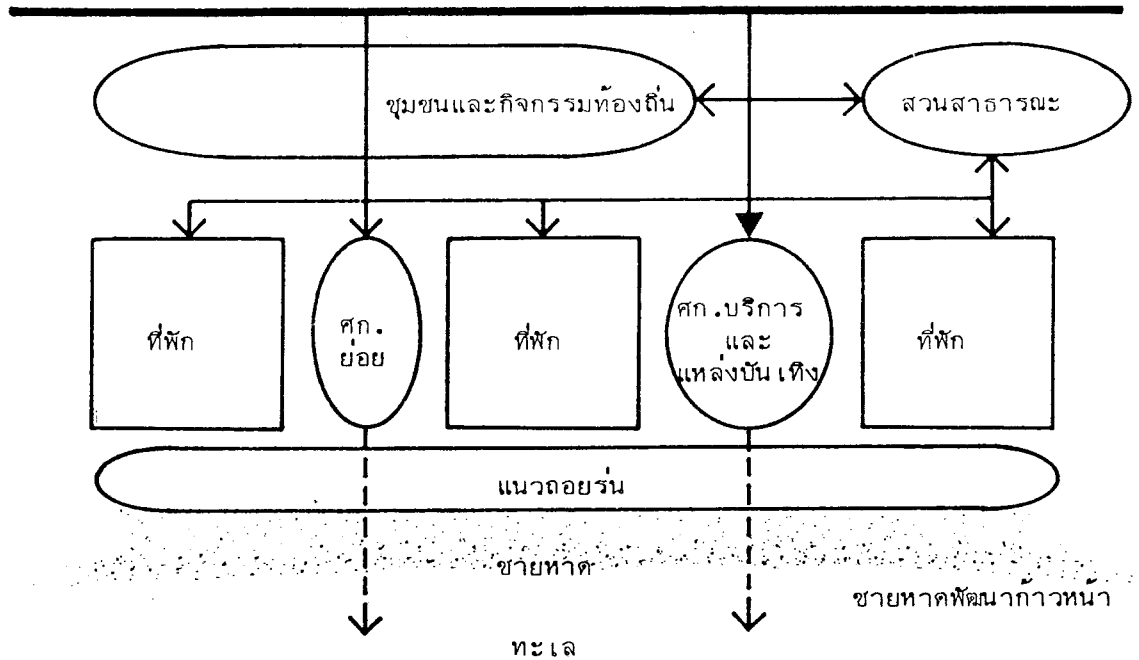 ชุมชนและกิจกรรมท้องถิ่น
สวนสาธารณะ
ที่พัก
ศก.
ย่อย
ที่พัก
ศก.บริการ
และ
แหล่งบันเทิง
ที่พัก
แนวถอยร่น
ชายหาด
ชายหาดพัฒนาก้าวหน้า
ทะเล